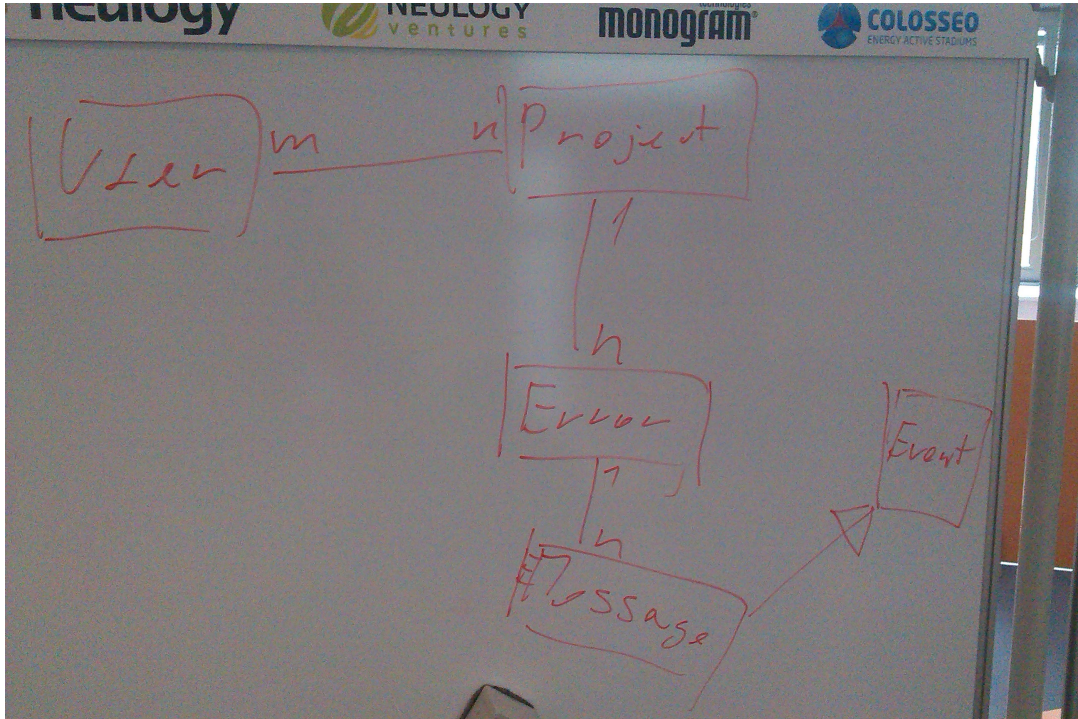 neulogy
NEULOGY
ventures
technologies
MONOGRAM®
COLOSSEO
ENERGY ACTIVE STADIUMS
User
m
n
Project
1
n
Error
1
n
Message
Event